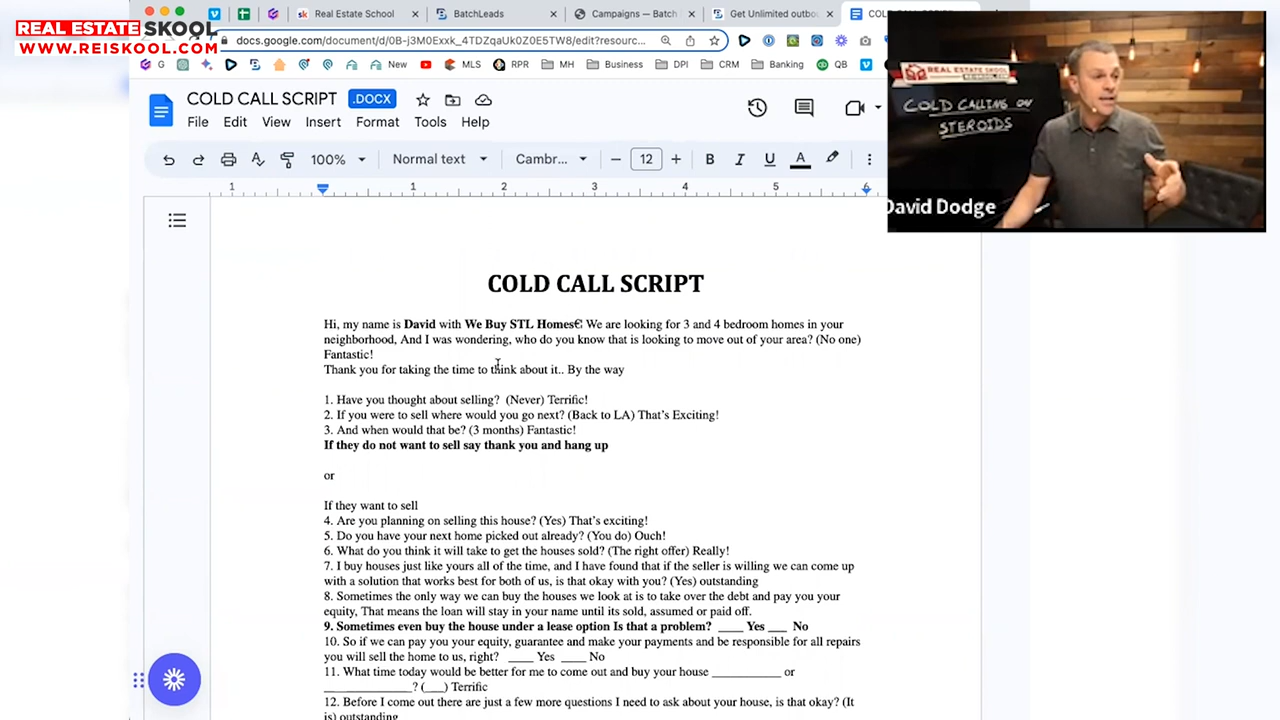 REAL ESTATE SKOOL
WWW.REISKOOL.COM
Real Estate School
BatchLeads
Campaigns — Batch
Get Unlimited outbo
docs.google.com/document/d/0B-j3M0Exxk_4TDZqaUk0Z0E5TW8/edit?resourc...
G
New
MLS
RPR
MH
Business
DPI
CRM
Banking
QB
COLD CALL SCRIPT
.DOCX
File Edit View Insert Format Tools Help
100% Normal text Cambr... − 12 + B I U A
1 1 2 3 4 5 6
REAL ESTATE SKOOL
REISKOOL.COM
COLD CALLING ON
STEROIDS
David Dodge
COLD CALL SCRIPT
Hi, my name is David with We Buy STL Homes€ We are looking for 3 and 4 bedroom homes in your
neighborhood, And I was wondering, who do you know that is looking to move out of your area? (No one)
Fantastic!
Thank you for taking the time to think about it.. By the way
1. Have you thought about selling? (Never) Terrific!
2. If you were to sell where would you go next? (Back to LA) That’s Exciting!
3. And when would that be? (3 months) Fantastic!
If they do not want to sell say thank you and hang up
or
If they want to sell
4. Are you planning on selling this house? (Yes) That’s exciting!
5. Do you have your next home picked out already? (You do) Ouch!
6. What do you think it will take to get the houses sold? (The right offer) Really!
7. I buy houses just like yours all of the time, and I have found that if the seller is willing we can come up
with a solution that works best for both of us, is that okay with you? (Yes) outstanding
8. Sometimes the only way we can buy the houses we look at is to take over the debt and pay you your
equity, That means the loan will stay in your name until its sold, assumed or paid off.
9. Sometimes even buy the house under a lease option Is that a problem? ____ Yes ___ No
10. So if we can pay you your equity, guarantee and make your payments and be responsible for all repairs
you will sell the home to us, right? ____ Yes ____ No
11. What time today would be better for me to come out and buy your house ___________ or
______________? (___) Terrific
12. Before I come out there are just a few more questions I need to ask about your house, is that okay? (It
is) outstanding